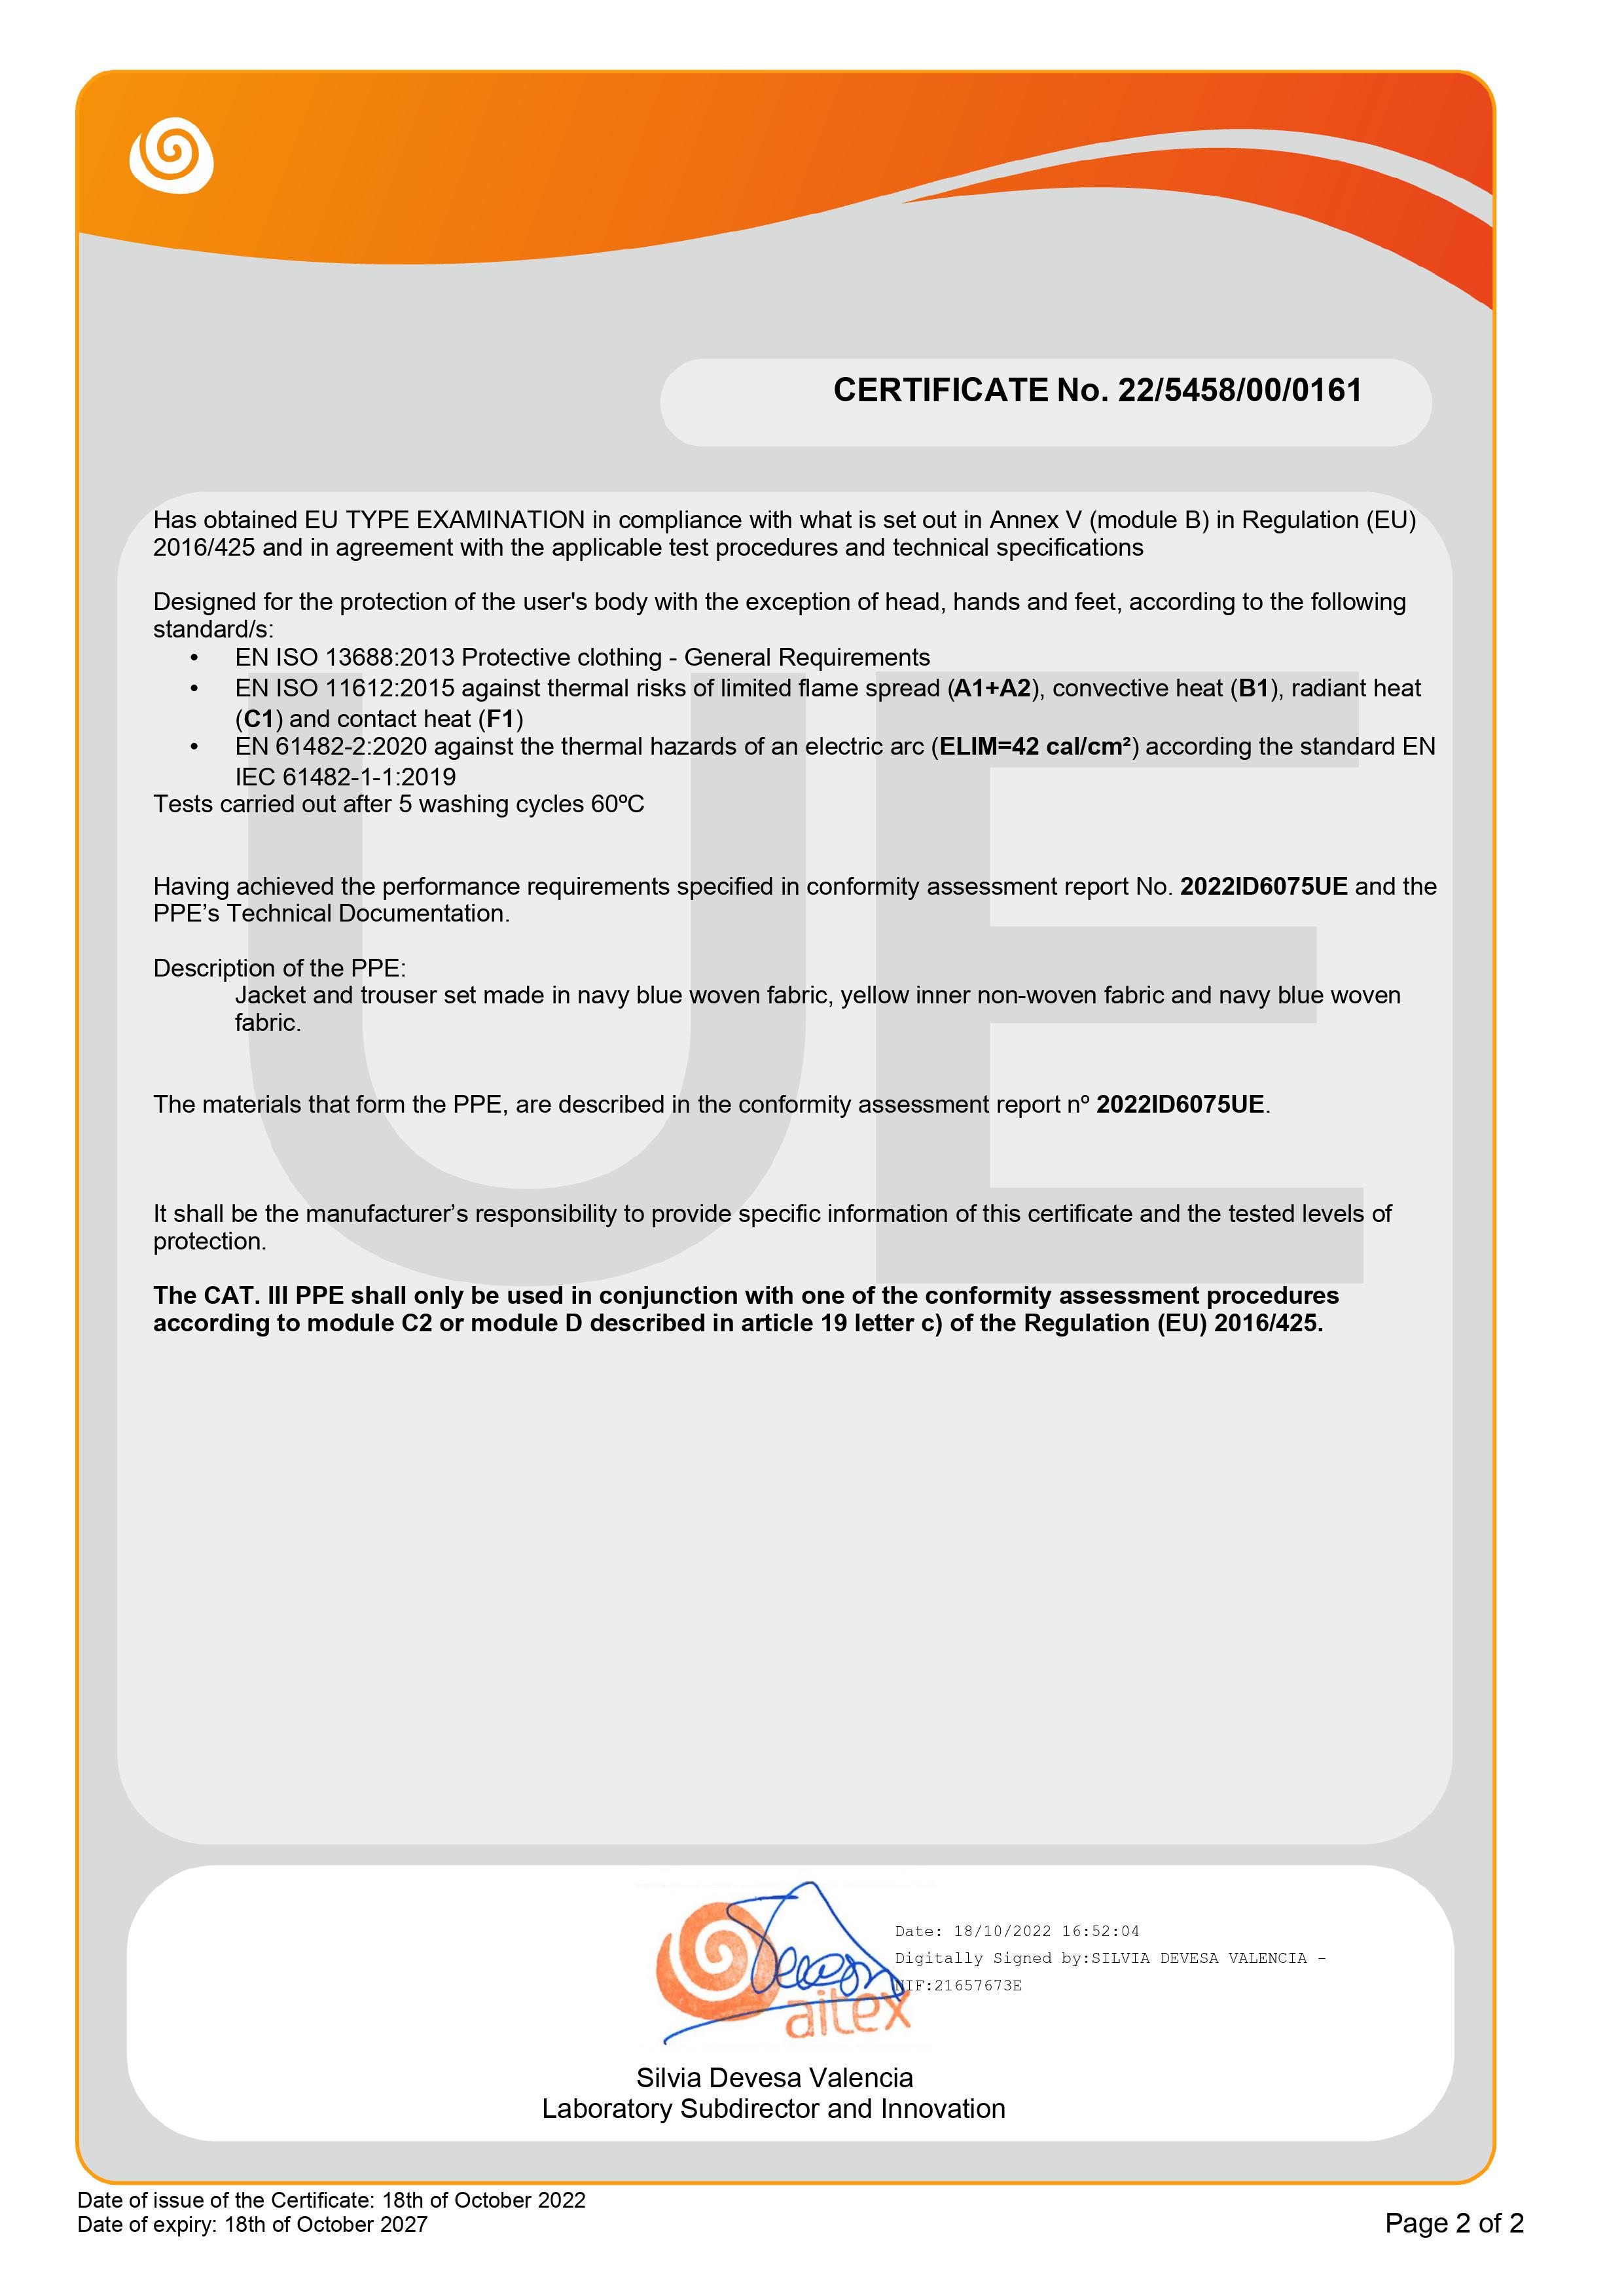 CERTIFICATE No. 22/5458/00/0161
Has obtained EU TYPE EXAMINATION in compliance with what is set out in Annex V (module B) in Regulation (EU)
2016/425 and in agreement with the applicable test procedures and technical specifications
Designed for the protection of the user's body with the exception of head, hands and feet, according to the following
standard/s:
• EN ISO 13688:2013 Protective clothing - General Requirements
• EN ISO 11612:2015 against thermal risks of limited flame spread (A1+A2), convective heat (B1), radiant heat
(C1) and contact heat (F1)
• EN 61482-2:2020 against the thermal hazards of an electric arc (ELIM=42 cal/cm²) according the standard EN
IEC 61482-1-1:2019
Tests carried out after 5 washing cycles 60ºC
Having achieved the performance requirements specified in conformity assessment report No. 2022ID6075UE and the
PPE’s Technical Documentation.
Description of the PPE:
Jacket and trouser set made in navy blue woven fabric, yellow inner non-woven fabric and navy blue woven
fabric.
The materials that form the PPE, are described in the conformity assessment report nº 2022ID6075UE.
It shall be the manufacturer’s responsibility to provide specific information of this certificate and the tested levels of
protection.
The CAT. III PPE shall only be used in conjunction with one of the conformity assessment procedures
according to module C2 or module D described in article 19 letter c) of the Regulation (EU) 2016/425.
UE
Date: 18/10/2022 16:52:04
Digitally Signed by:SILVIA DEVESA VALENCIA -
NIF:21657673E
aitex
Silvia Devesa Valencia
Laboratory Subdirector and Innovation
Date of issue of the Certificate: 18th of October 2022
Date of expiry: 18th of October 2027
Page 2 of 2